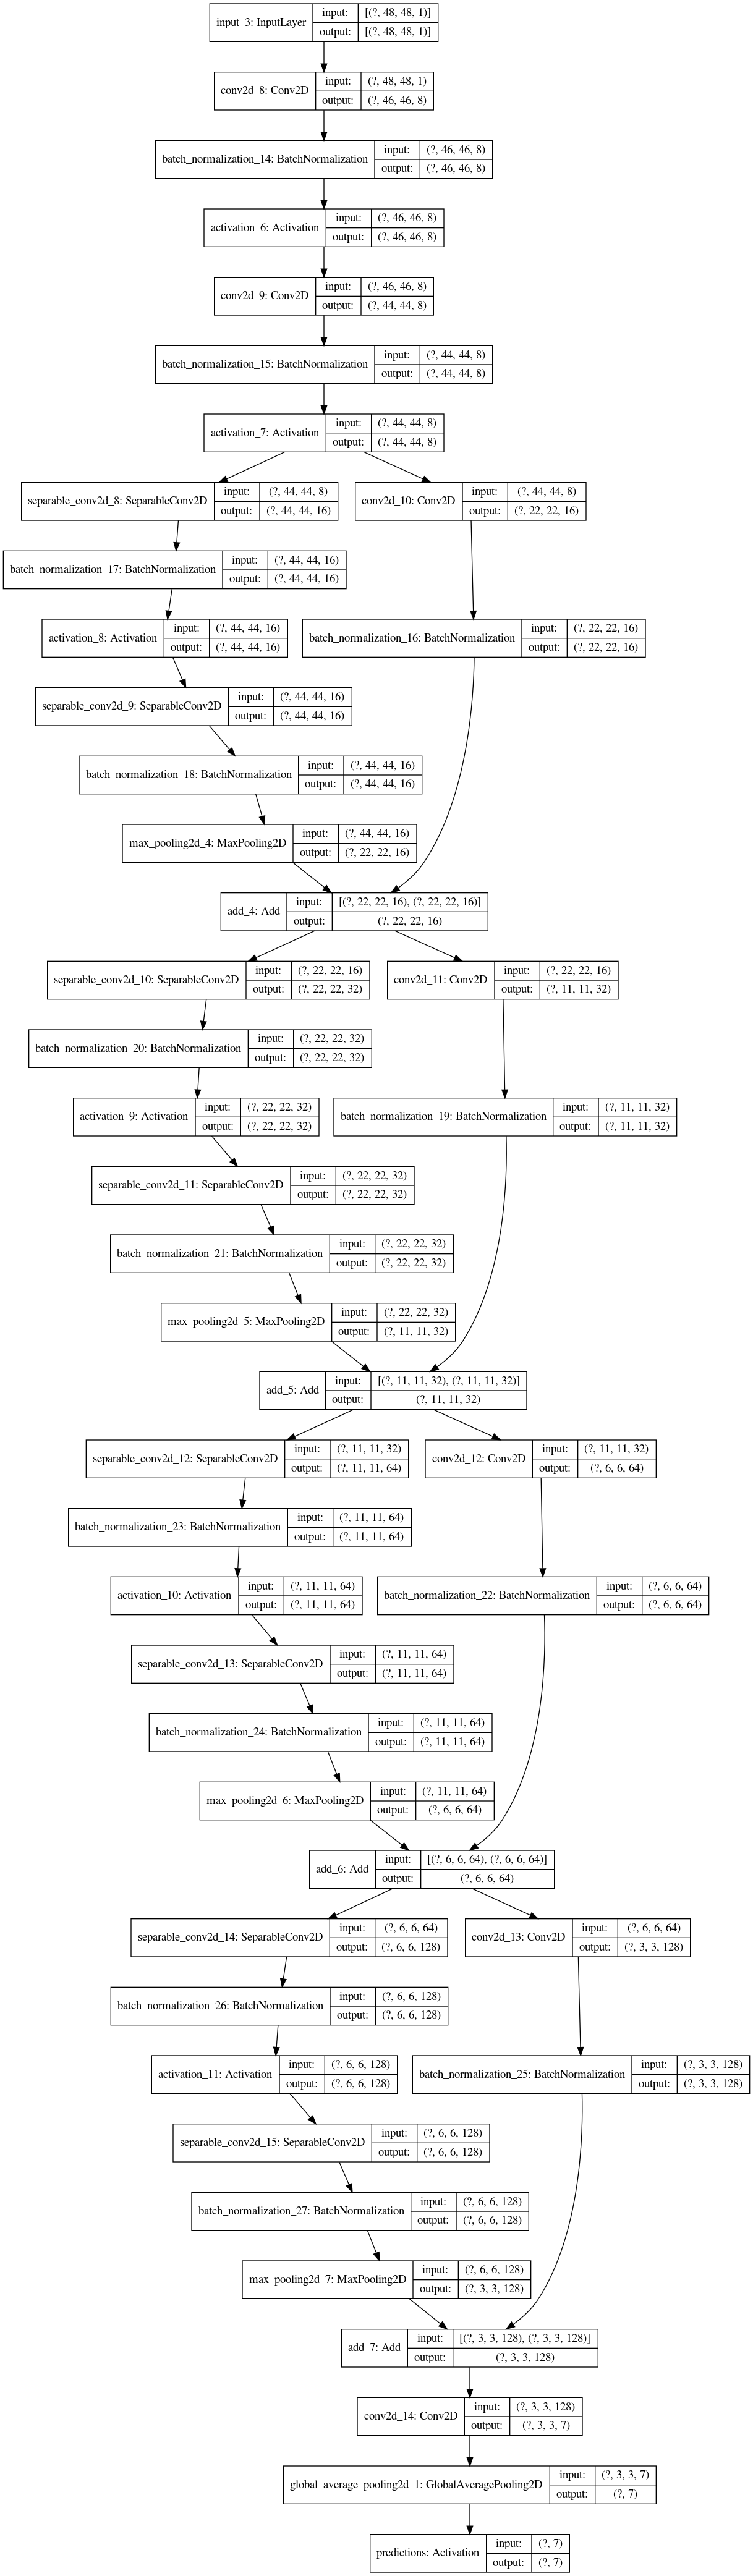 input_3: InputLayer
input: [(?, 48, 48, 1)]
output: [(?, 48, 48, 1)]
conv2d_8: Conv2D
input: (?, 48, 48, 1)
output: (?, 46, 46, 8)
batch_normalization_14: BatchNormalization
input: (?, 46, 46, 8)
output: (?, 46, 46, 8)
activation_6: Activation
input: (?, 46, 46, 8)
output: (?, 46, 46, 8)
conv2d_9: Conv2D
input: (?, 46, 46, 8)
output: (?, 44, 44, 8)
batch_normalization_15: BatchNormalization
input: (?, 44, 44, 8)
output: (?, 44, 44, 8)
activation_7: Activation
input: (?, 44, 44, 8)
output: (?, 44, 44, 8)
separable_conv2d_8: SeparableConv2D
input: (?, 44, 44, 8)
output: (?, 44, 44, 16)
conv2d_10: Conv2D
input: (?, 44, 44, 8)
output: (?, 22, 22, 16)
batch_normalization_17: BatchNormalization
input: (?, 44, 44, 16)
output: (?, 44, 44, 16)
activation_8: Activation
input: (?, 44, 44, 16)
output: (?, 44, 44, 16)
batch_normalization_16: BatchNormalization
input: (?, 22, 22, 16)
output: (?, 22, 22, 16)
separable_conv2d_9: SeparableConv2D
input: (?, 44, 44, 16)
output: (?, 44, 44, 16)
batch_normalization_18: BatchNormalization
input: (?, 44, 44, 16)
output: (?, 44, 44, 16)
max_pooling2d_4: MaxPooling2D
input: (?, 44, 44, 16)
output: (?, 22, 22, 16)
add_4: Add
input: [(?, 22, 22, 16), (?, 22, 22, 16)]
output: (?, 22, 22, 16)
separable_conv2d_10: SeparableConv2D
input: (?, 22, 22, 16)
output: (?, 22, 22, 32)
conv2d_11: Conv2D
input: (?, 22, 22, 16)
output: (?, 11, 11, 32)
batch_normalization_20: BatchNormalization
input: (?, 22, 22, 32)
output: (?, 22, 22, 32)
activation_9: Activation
input: (?, 22, 22, 32)
output: (?, 22, 22, 32)
batch_normalization_19: BatchNormalization
input: (?, 11, 11, 32)
output: (?, 11, 11, 32)
separable_conv2d_11: SeparableConv2D
input: (?, 22, 22, 32)
output: (?, 22, 22, 32)
batch_normalization_21: BatchNormalization
input: (?, 22, 22, 32)
output: (?, 22, 22, 32)
max_pooling2d_5: MaxPooling2D
input: (?, 22, 22, 32)
output: (?, 11, 11, 32)
add_5: Add
input: [(?, 11, 11, 32), (?, 11, 11, 32)]
output: (?, 11, 11, 32)
separable_conv2d_12: SeparableConv2D
input: (?, 11, 11, 32)
output: (?, 11, 11, 64)
conv2d_12: Conv2D
input: (?, 11, 11, 32)
output: (?, 6, 6, 64)
batch_normalization_23: BatchNormalization
input: (?, 11, 11, 64)
output: (?, 11, 11, 64)
activation_10: Activation
input: (?, 11, 11, 64)
output: (?, 11, 11, 64)
batch_normalization_22: BatchNormalization
input: (?, 6, 6, 64)
output: (?, 6, 6, 64)
separable_conv2d_13: SeparableConv2D
input: (?, 11, 11, 64)
output: (?, 11, 11, 64)
batch_normalization_24: BatchNormalization
input: (?, 11, 11, 64)
output: (?, 11, 11, 64)
max_pooling2d_6: MaxPooling2D
input: (?, 11, 11, 64)
output: (?, 6, 6, 64)
add_6: Add
input: [(?, 6, 6, 64), (?, 6, 6, 64)]
output: (?, 6, 6, 64)
separable_conv2d_14: SeparableConv2D
input: (?, 6, 6, 64)
output: (?, 6, 6, 128)
conv2d_13: Conv2D
input: (?, 6, 6, 64)
output: (?, 3, 3, 128)
batch_normalization_26: BatchNormalization
input: (?, 6, 6, 128)
output: (?, 6, 6, 128)
activation_11: Activation
input: (?, 6, 6, 128)
output: (?, 6, 6, 128)
batch_normalization_25: BatchNormalization
input: (?, 3, 3, 128)
output: (?, 3, 3, 128)
separable_conv2d_15: SeparableConv2D
input: (?, 6, 6, 128)
output: (?, 6, 6, 128)
batch_normalization_27: BatchNormalization
input: (?, 6, 6, 128)
output: (?, 6, 6, 128)
max_pooling2d_7: MaxPooling2D
input: (?, 6, 6, 128)
output: (?, 3, 3, 128)
add_7: Add
input: [(?, 3, 3, 128), (?, 3, 3, 128)]
output: (?, 3, 3, 128)
conv2d_14: Conv2D
input: (?, 3, 3, 128)
output: (?, 3, 3, 7)
global_average_pooling2d_1: GlobalAveragePooling2D
input: (?, 3, 3, 7)
output: (?, 7)
predictions: Activation
input: (?, 7)
output: (?, 7)